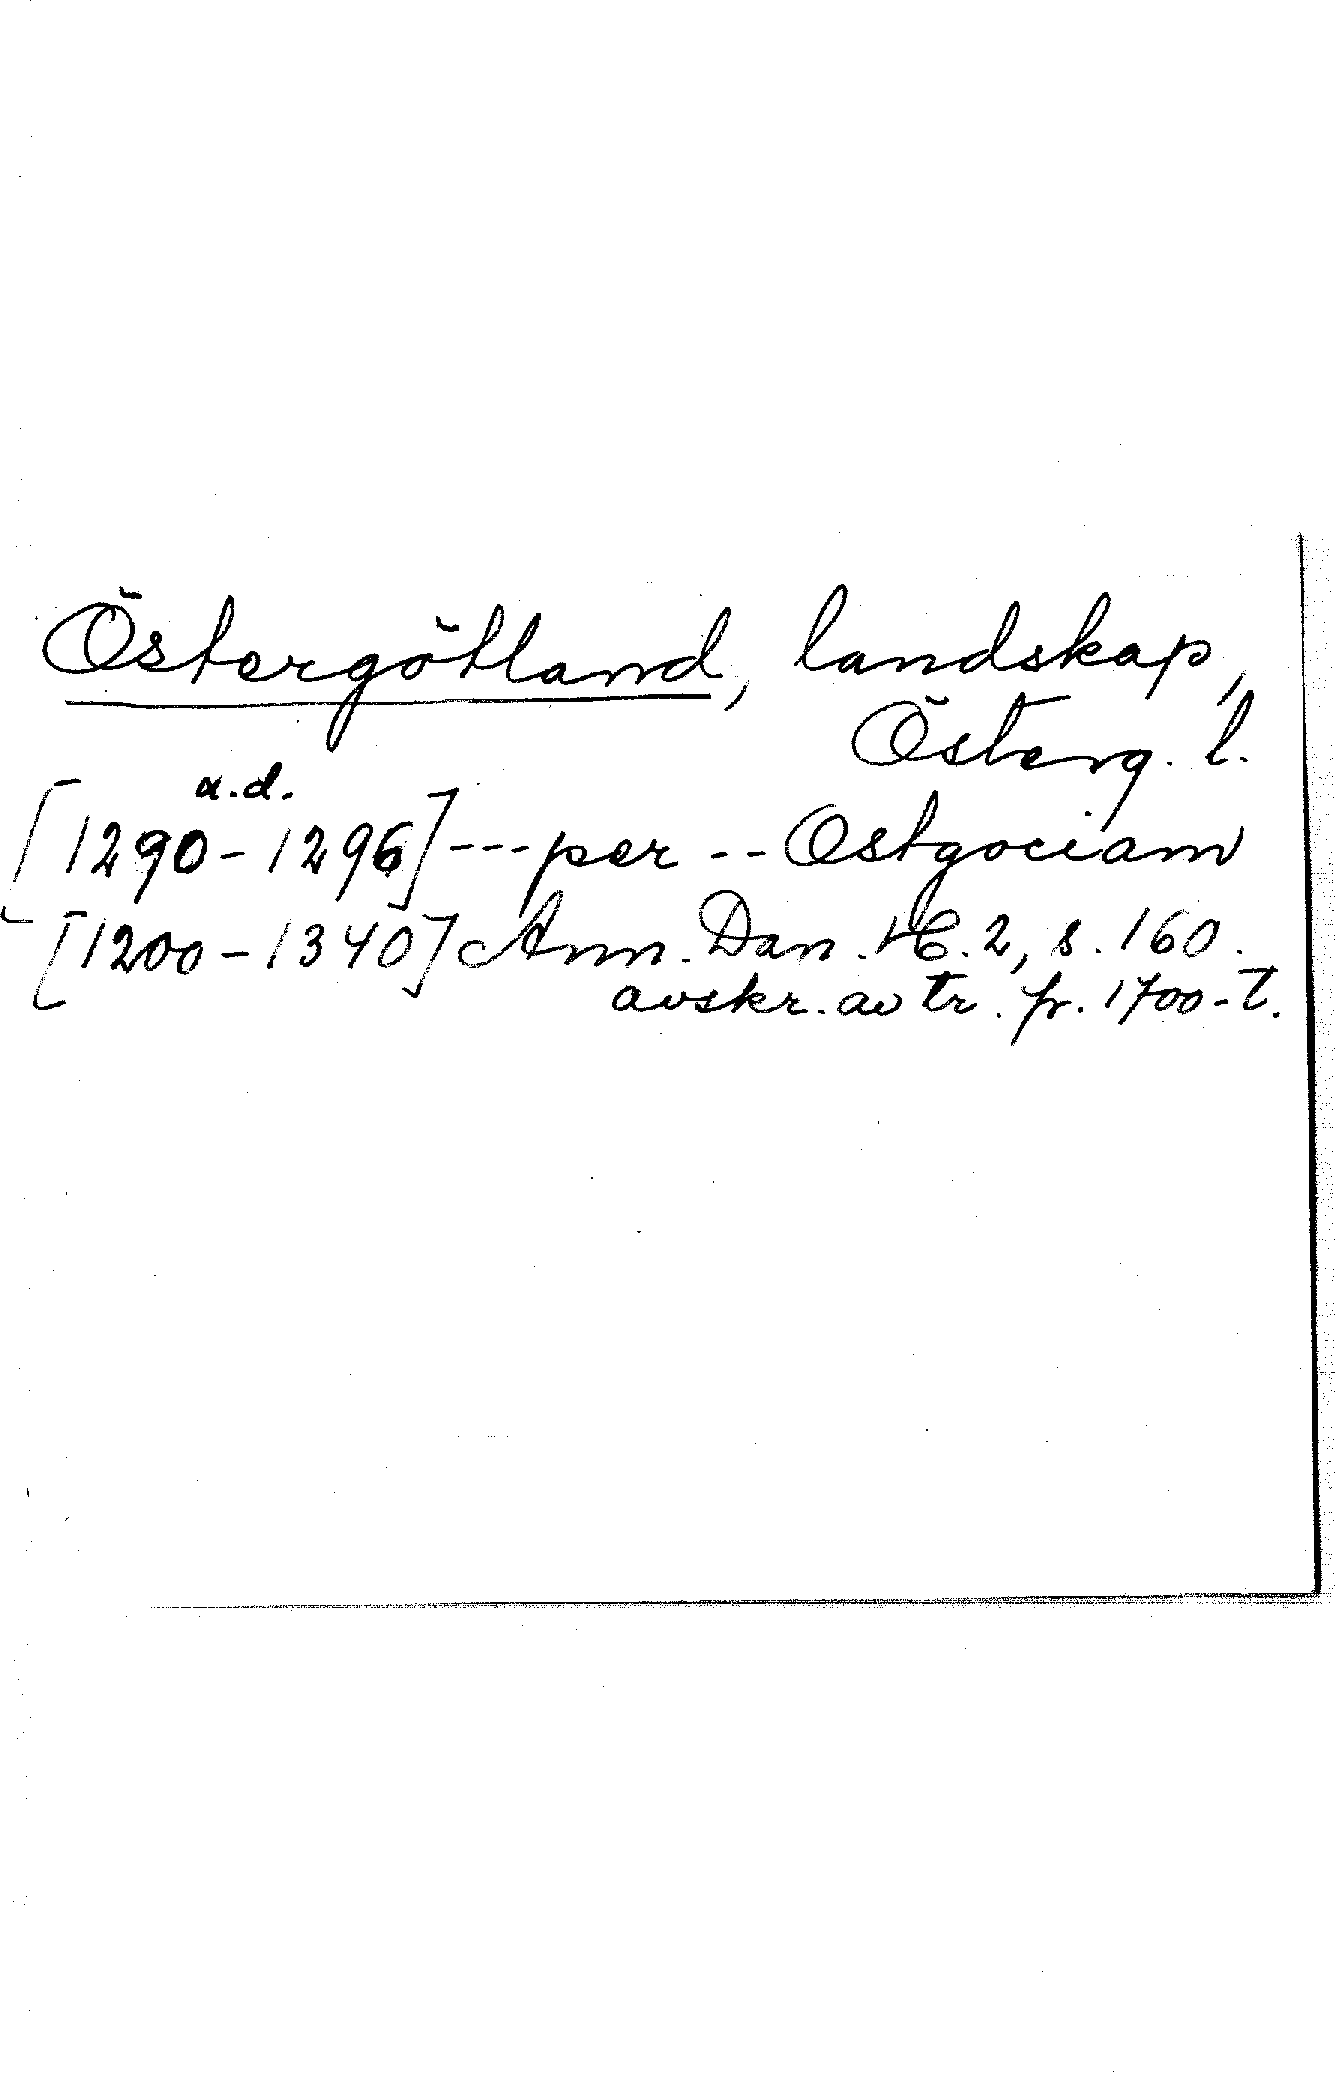 Östergötland, landskap,
Österg. l.
u.d.
[1290-1296] --- per -- Ostgociam
[1200-1340] Ann. Dan. H. 2, s. 160.
avskr. av tr. fr. 1700-t.